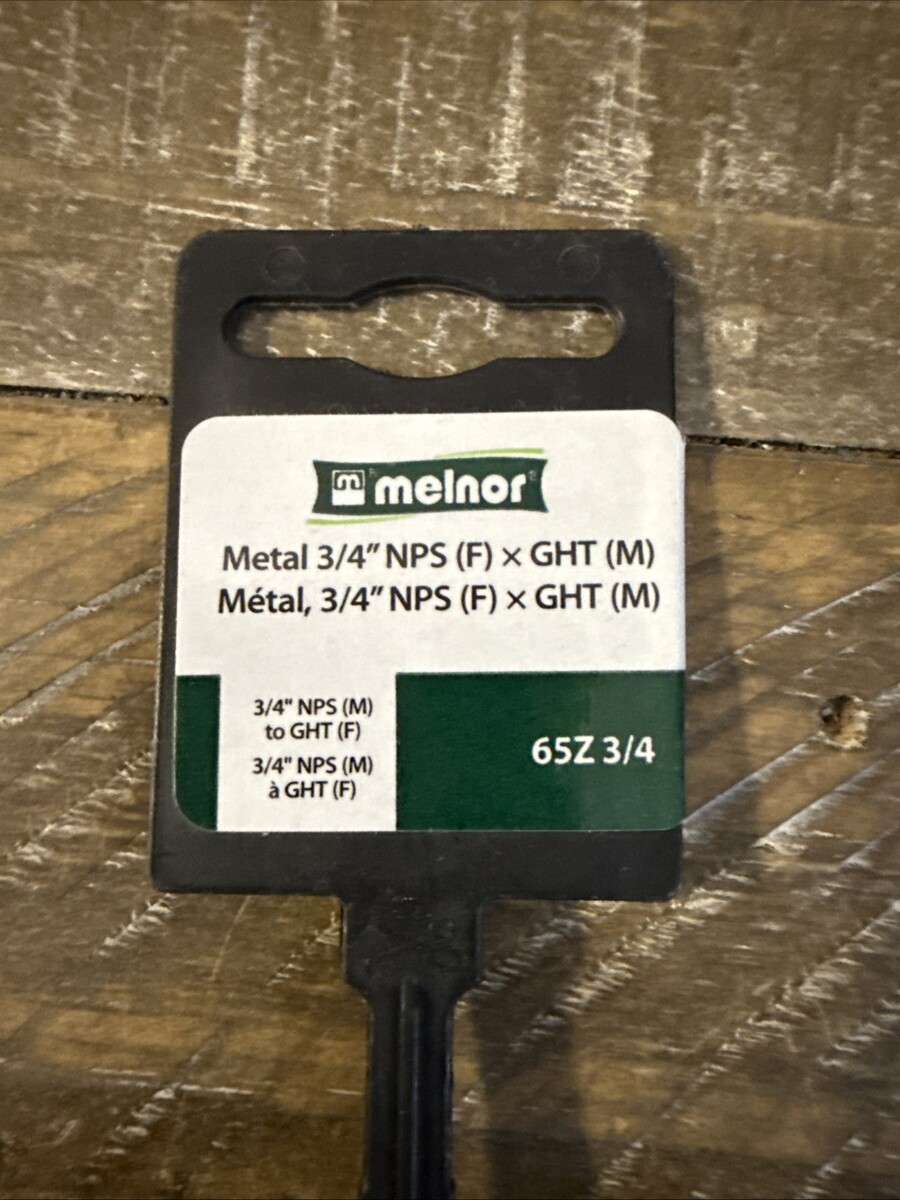 melnor
Metal 3/4" NPS (F) × GHT (M)
Métal, 3/4" NPS (F) × GHT (M)
3/4" NPS (M)
to GHT (F)
3/4" NPS (M)
à GHT (F)
65Z 3/4